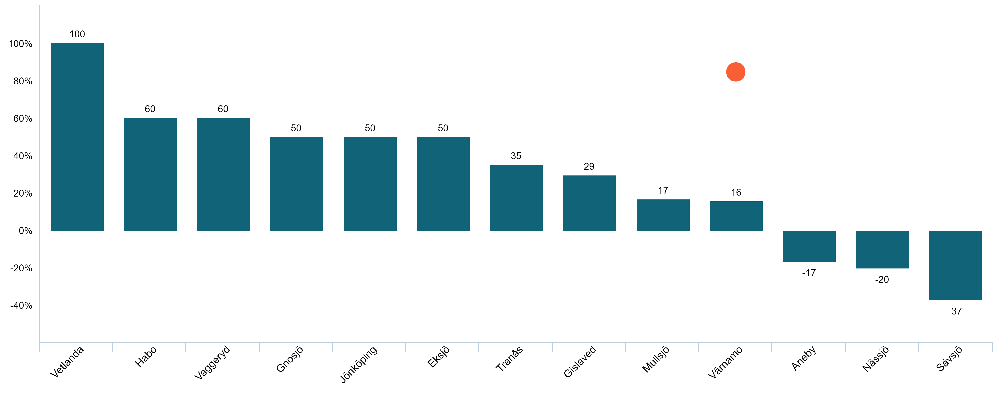 100%
80%
60%
40%
20%
0%
-20%
-40%
100
60
60
50
50
50
35
29
17
16
-17
-20
-37
Vetlanda
Habo
Vaggeryd
Gnosjö
Jönköping
Eksjö
Tranås
Gislaved
Mullsjö
Värnamo
Aneby
Nässjö
Sävsjö